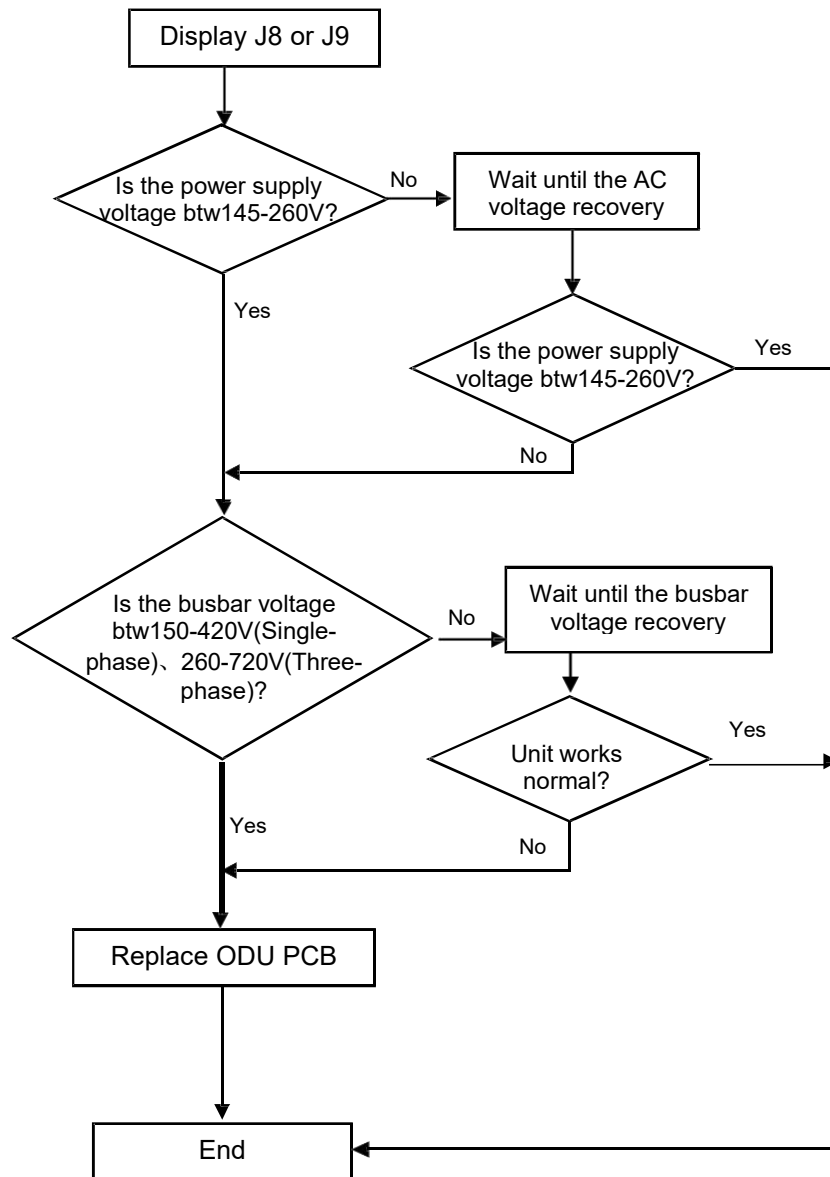 Display J8 or J9
Is the power supply
voltage btw145-260V?
No
Wait until the AC
voltage recovery
Yes
Is the power supply
voltage btw145-260V?
Yes
No
Is the busbar voltage
btw150-420V(Single-
phase)、260-720V(Three-
phase)?
No
Wait until the busbar
voltage recovery
Unit works
normal?
Yes
Yes
No
Replace ODU PCB
End